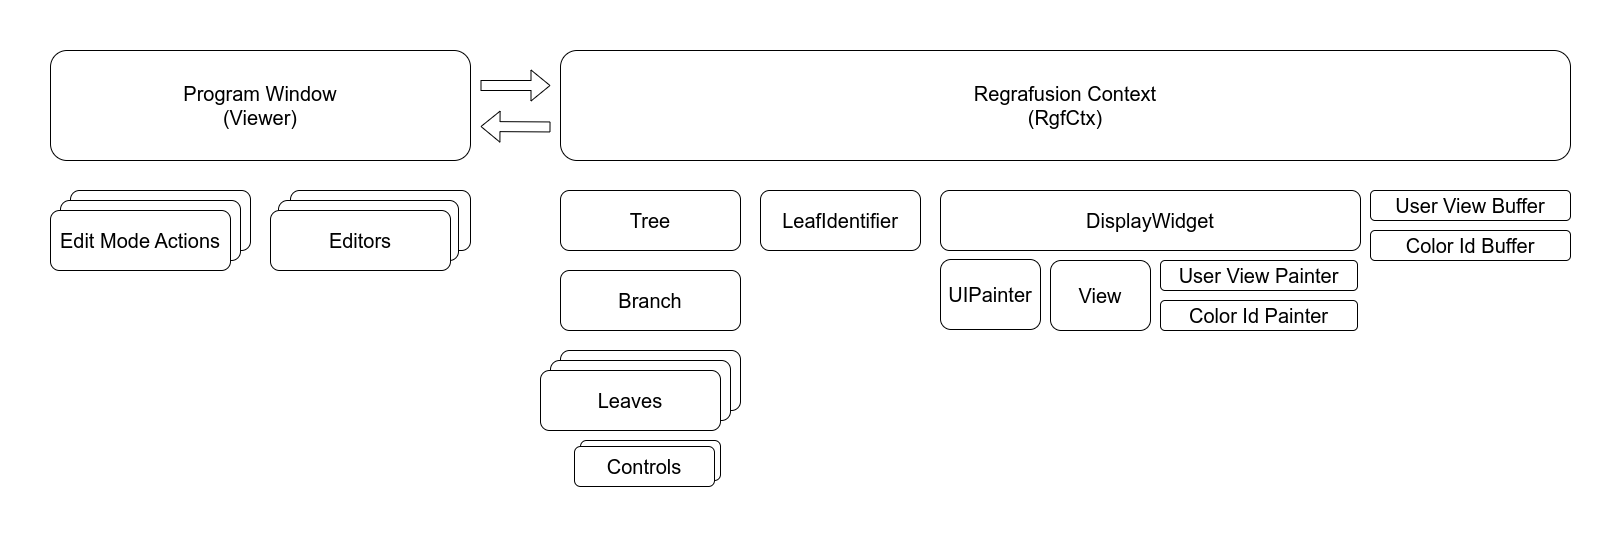 Program Window
(Viewer)
Regrafusion Context
(RgfCtx)
Edit Mode Actions
Editors
Tree
LeafIdentifier
DisplayWidget
User View Buffer
Color Id Buffer
Branch
UIPainter
View
User View Painter
Color Id Painter
Leaves
Controls